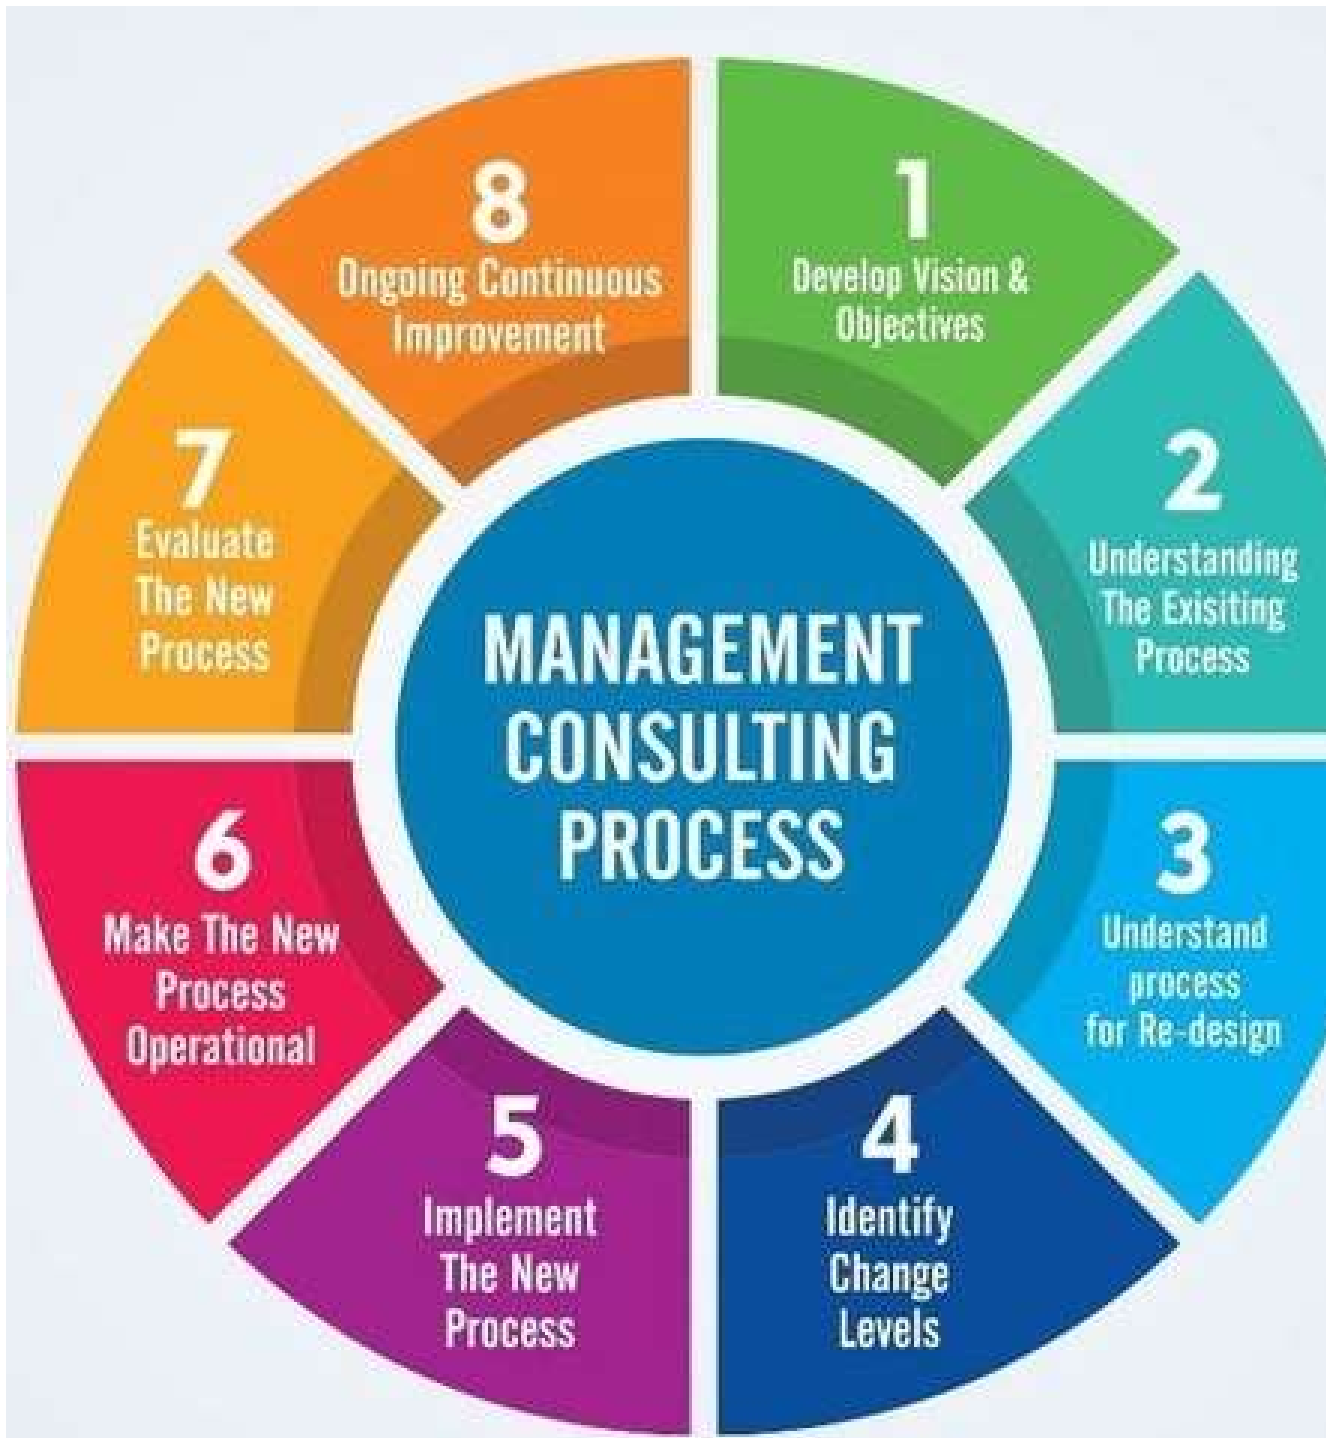 MANAGEMENT
CONSULTING
PROCESS
1
Develop Vision &
Objectives
2
Understanding
The Exisiting
Process
3
Understand
process
for Re-design
4
Identify
Change
Levels
5
Implement
The New
Process
6
Make The New
Process
Operational
7
Evaluate
The New
Process
8
Ongoing Continuous
Improvement